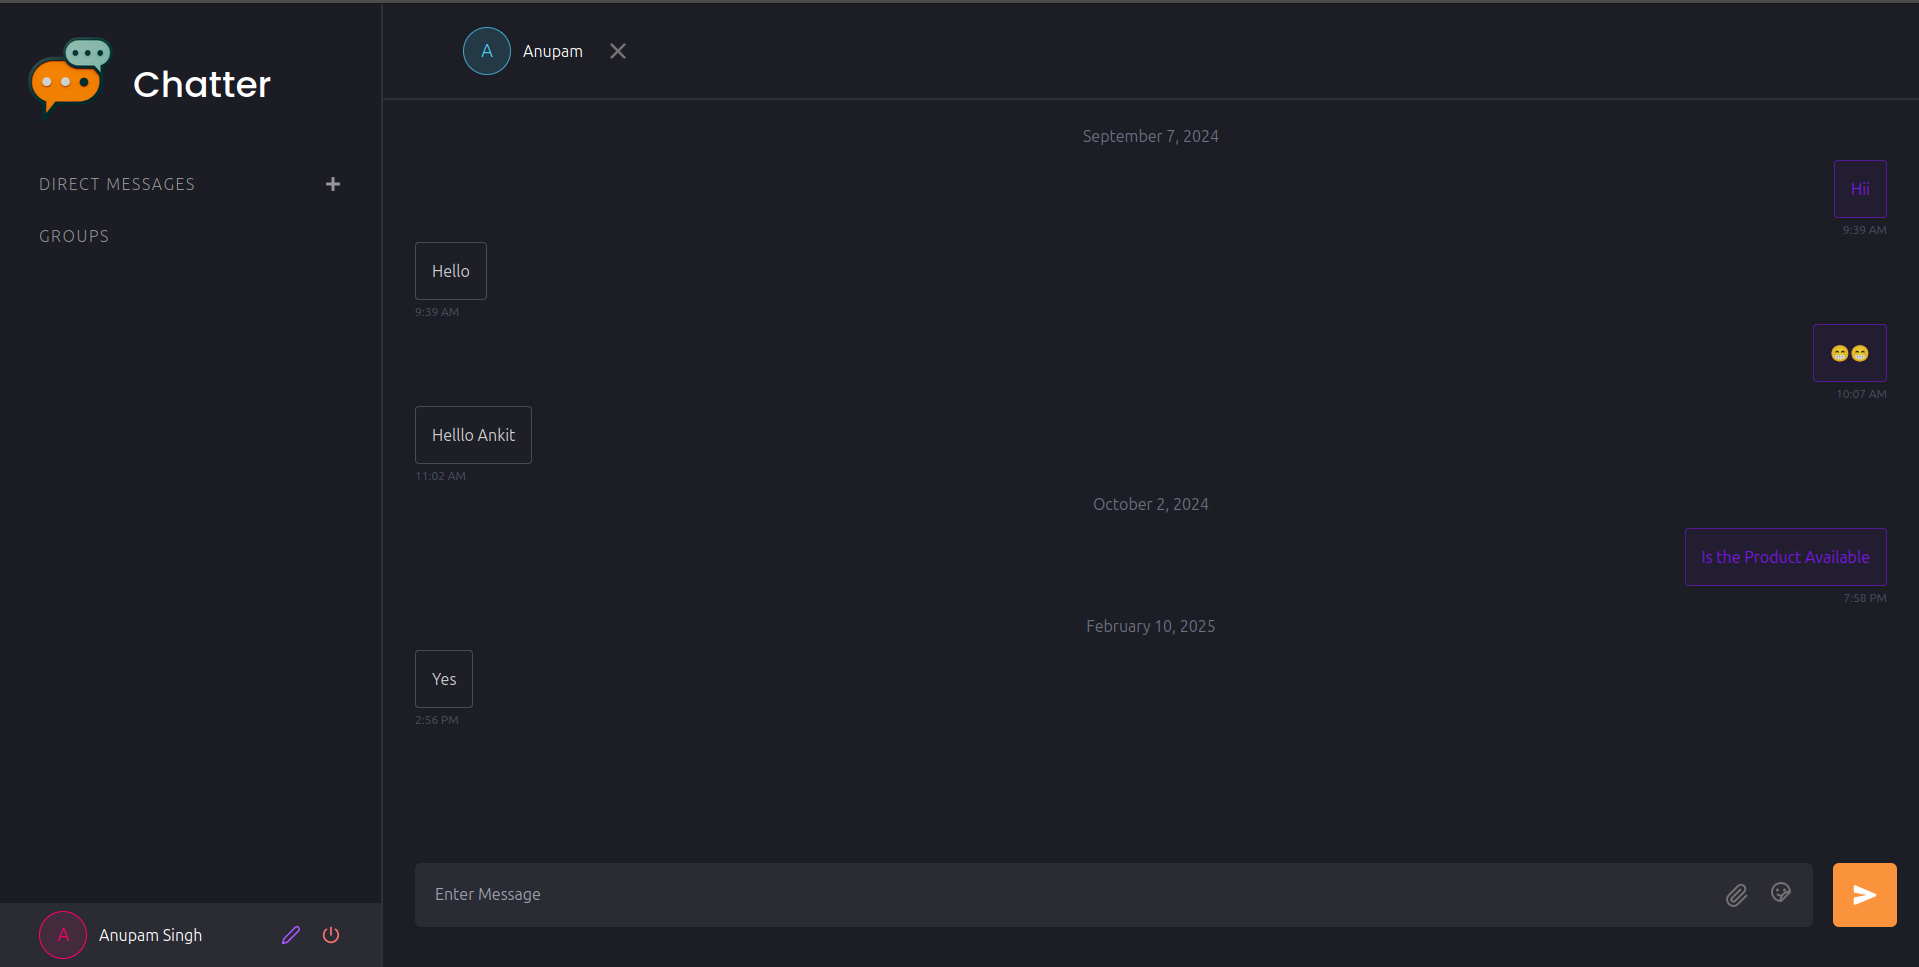 Chatter
DIRECT MESSAGES
GROUPS
A Anupam Singh
A Anupam
September 7, 2024
Hii
9:39 AM
Hello
9:39 AM
😁😁
10:07 AM
Helllo Ankit
11:02 AM
October 2, 2024
Is the Product Available
7:58 PM
February 10, 2025
Yes
2:56 PM
Enter Message